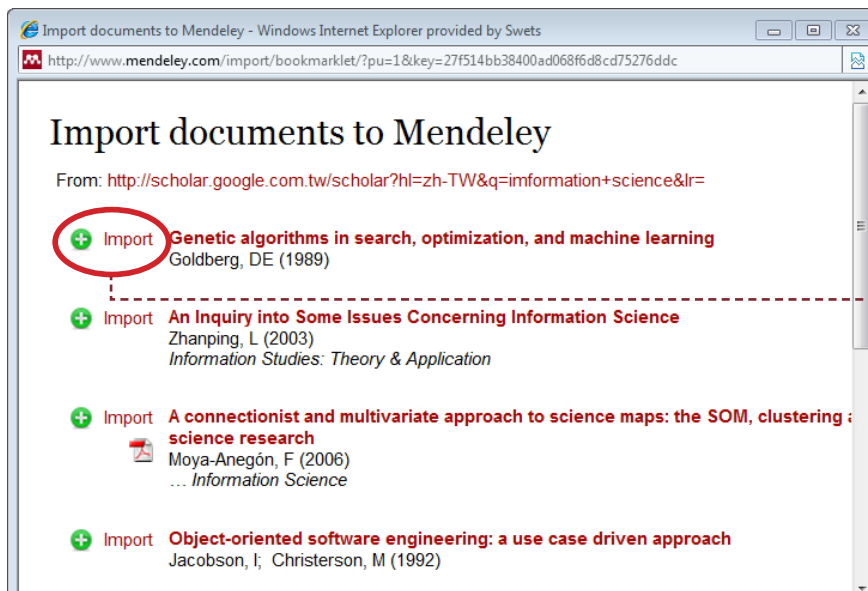 Import documents to Mendeley - Windows Internet Explorer provided by Swets
http://www.mendeley.com/import/bookmarklet/?pu=1&key=27f514bb38400ad068f6d8cd75276ddc
Import documents to Mendeley
From: http://scholar.google.com.tw/scholar?hl=zh-TW&q=imformation+science&lr=
Import Genetic algorithms in search, optimization, and machine learning
Goldberg, DE (1989)
Import An Inquiry into Some Issues Concerning Information Science
Zhanping, L (2003)
Information Studies: Theory & Application
Import A connectionist and multivariate approach to science maps: the SOM, clustering
science research
Moya-Anegón, F (2006)
… Information Science
Import Object-oriented software engineering: a use case driven approach
Jacobson, I; Christerson, M (1992)